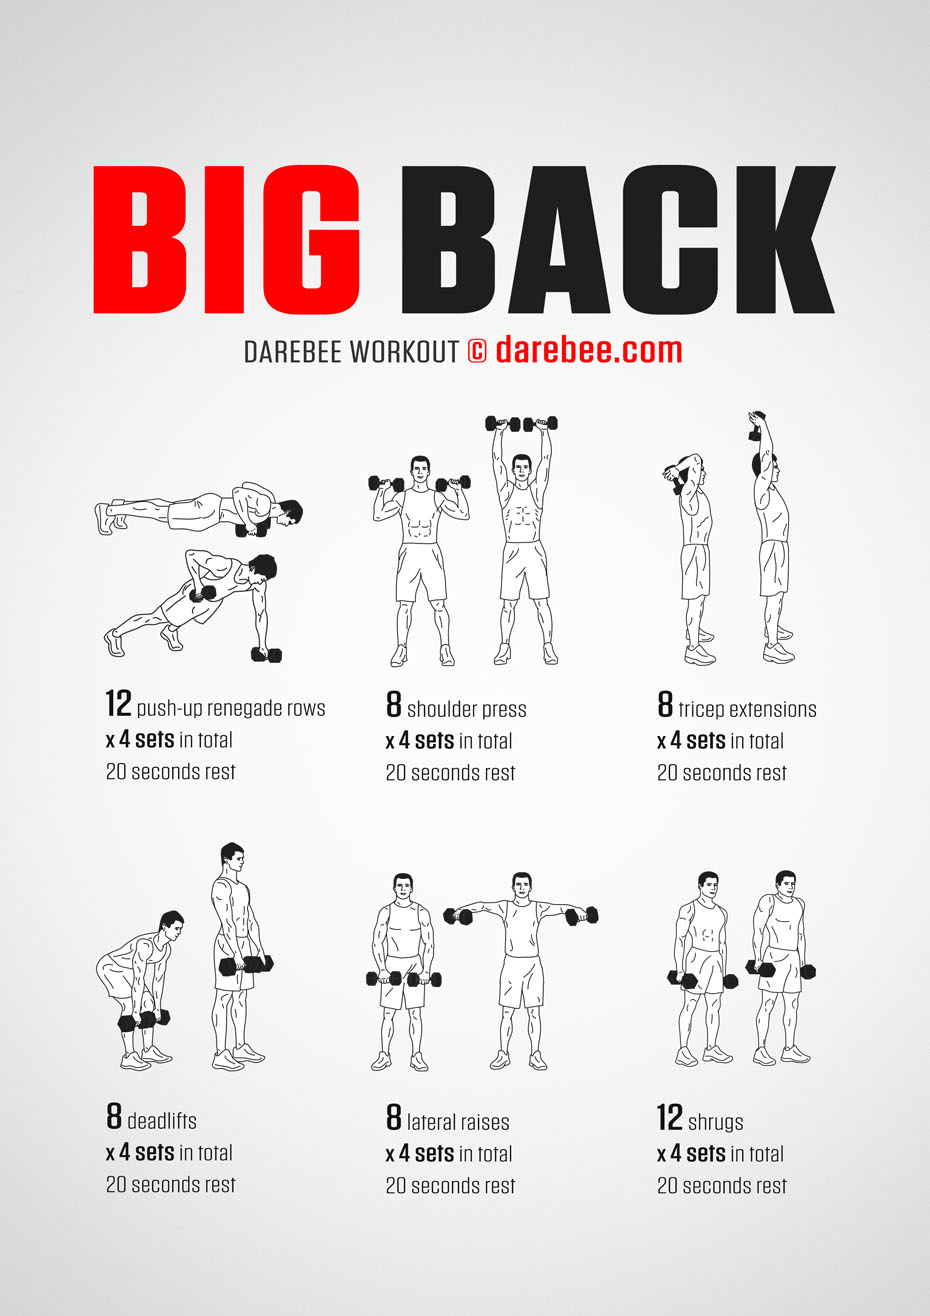 BIG BACK
DAREBEE WORKOUT © darebee.com
12 push-up renegade rows
x 4 sets in total
20 seconds rest
8 shoulder press
x 4 sets in total
20 seconds rest
8 tricep extensions
x 4 sets in total
20 seconds rest
8 deadlifts
x 4 sets in total
20 seconds rest
8 lateral raises
x 4 sets in total
20 seconds rest
12 shrugs
x 4 sets in total
20 seconds rest